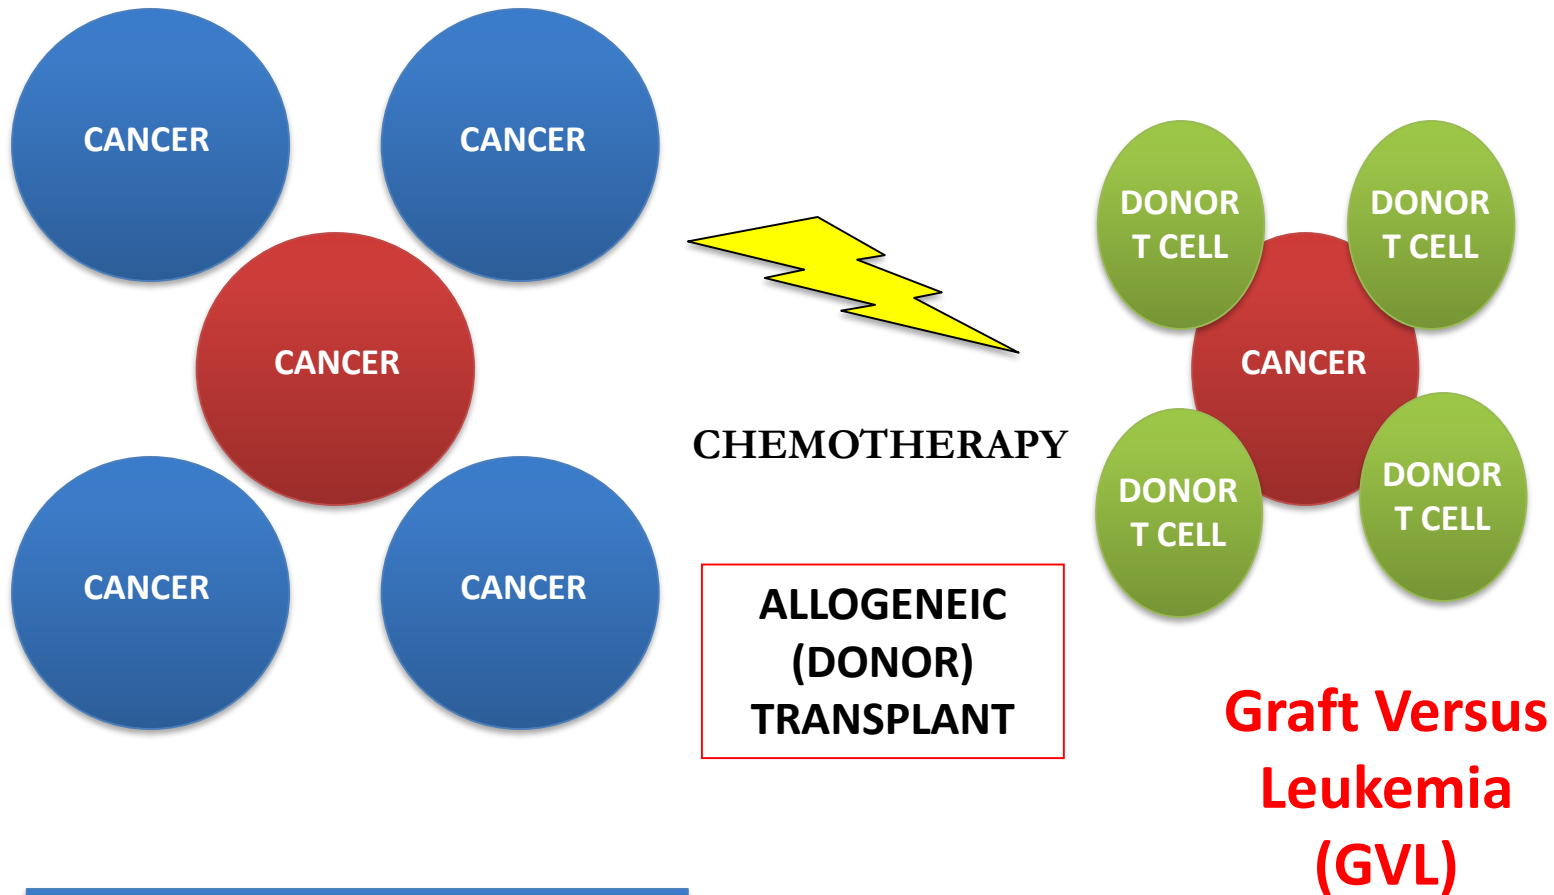 CANCER
CANCER
CANCER
CANCER
CANCER
CHEMOTHERAPY
ALLOGENEIC
(DONOR)
TRANSPLANT
DONOR
T CELL
DONOR
T CELL
CANCER
DONOR
T CELL
DONOR
T CELL
Graft Versus
Leukemia
(GVL)